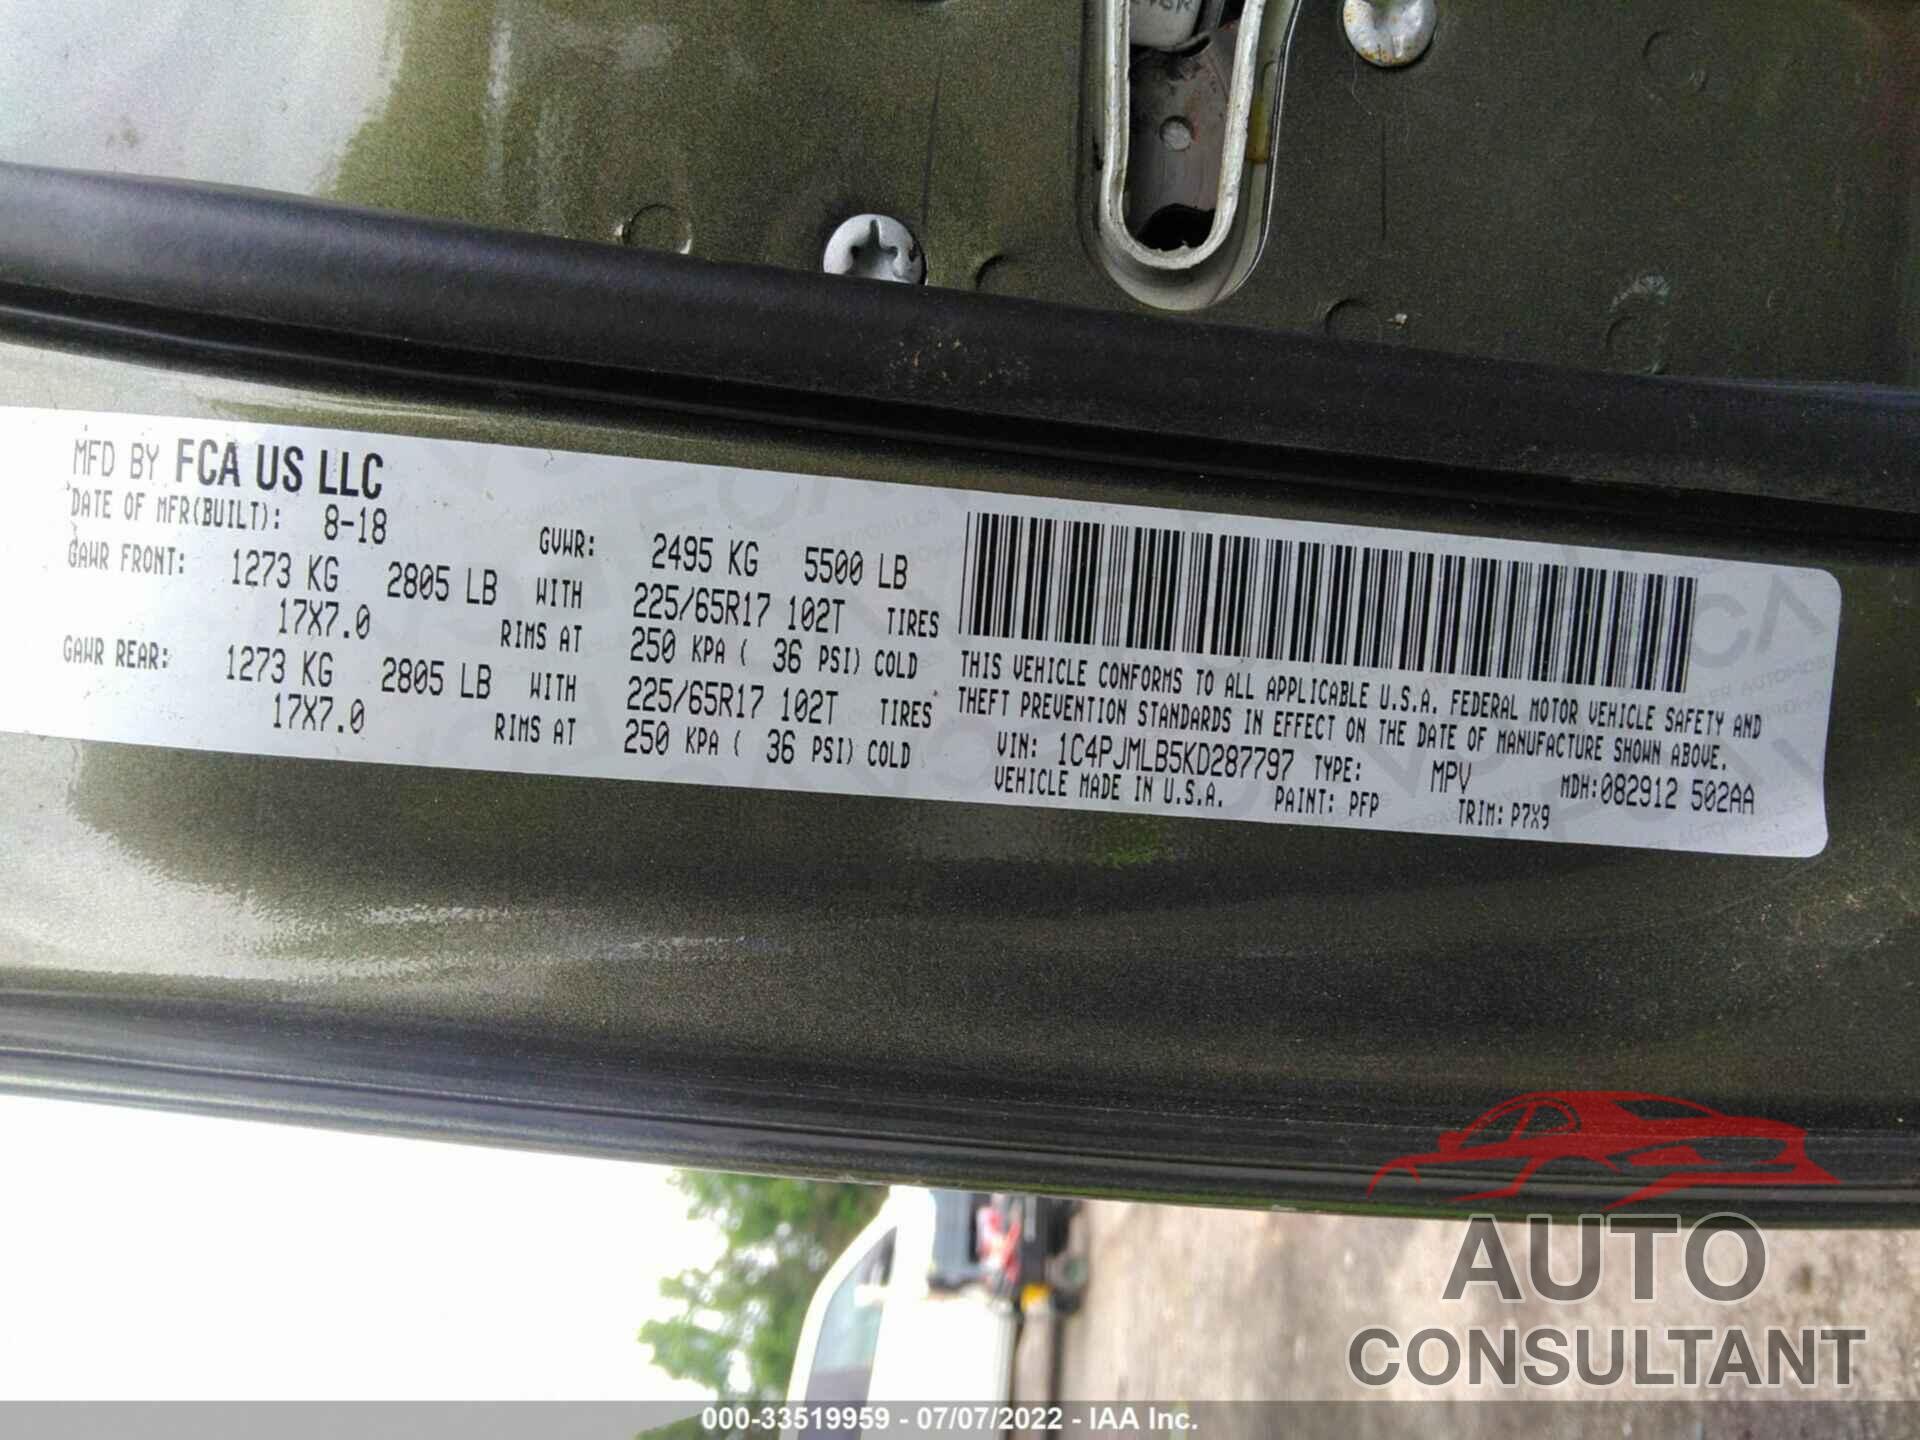 MFD BY FCA US LLC
DATE OF MFR(BUILT): 8-18 GVWR: 2495 KG 5500 LB
GAWR FRONT: 1273 KG 2805 LB WITH 225/65R17 102T TIRES
17X7.0 RIMS AT 250 KPA ( 36 PSI) COLD
GAWR REAR: 1273 KG 2805 LB WITH 225/65R17 102T TIRES
17X7.0 RIMS AT 250 KPA ( 36 PSI) COLD
THIS VEHICLE CONFORMS TO ALL APPLICABLE U.S.A. FEDERAL MOTOR VEHICLE SAFETY AND
THEFT PREVENTION STANDARDS IN EFFECT ON THE DATE OF MANUFACTURE SHOWN ABOVE.
VIN: 1C4PJMLB5KD287797 TYPE: MPV MDH:082912 502AA
VEHICLE MADE IN U.S.A. PAINT: PFP TRIM: P7X9
AUTO
CONSULTANT
000-33519959 - 07/07/2022 - IAA Inc.